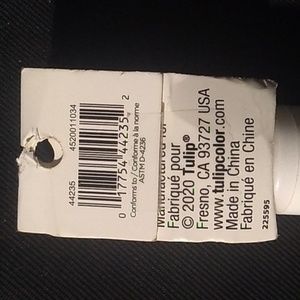 44235
4520011034
0 17754 44235 2
Conforms to / Conforme à la norme
ASTM D-4236
Manufactured for
Fabriqué pour
© 2020 Tulip®
Fresno, CA 93727 USA
www.tulipcolor.com
Made in China
Fabriqué en Chine
225595